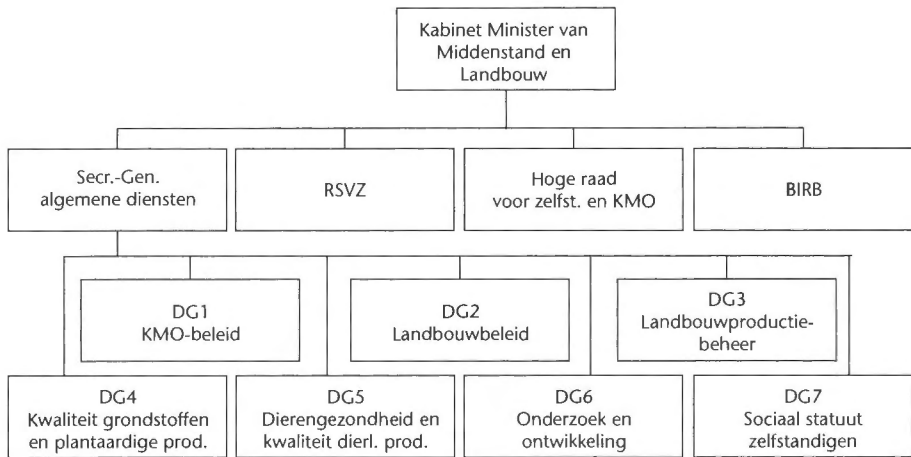 Kabinet Minister van
Middenstand en
Landbouw
Secr.-Gen.
algemene diensten
RSVZ
Hoge raad
voor zelfst. en KMO
BIRB
DG1
KMO-beleid
DG2
Landbouwbeleid
DG3
Landbouwproductie-
beheer
DG4
Kwaliteit grondstoffen
en plantaardige prod.
DG5
Dierengezondheid en
kwaliteit dierl. prod.
DG6
Onderzoek en
ontwikkeling
DG7
Sociaal statuut
zelfstandigen